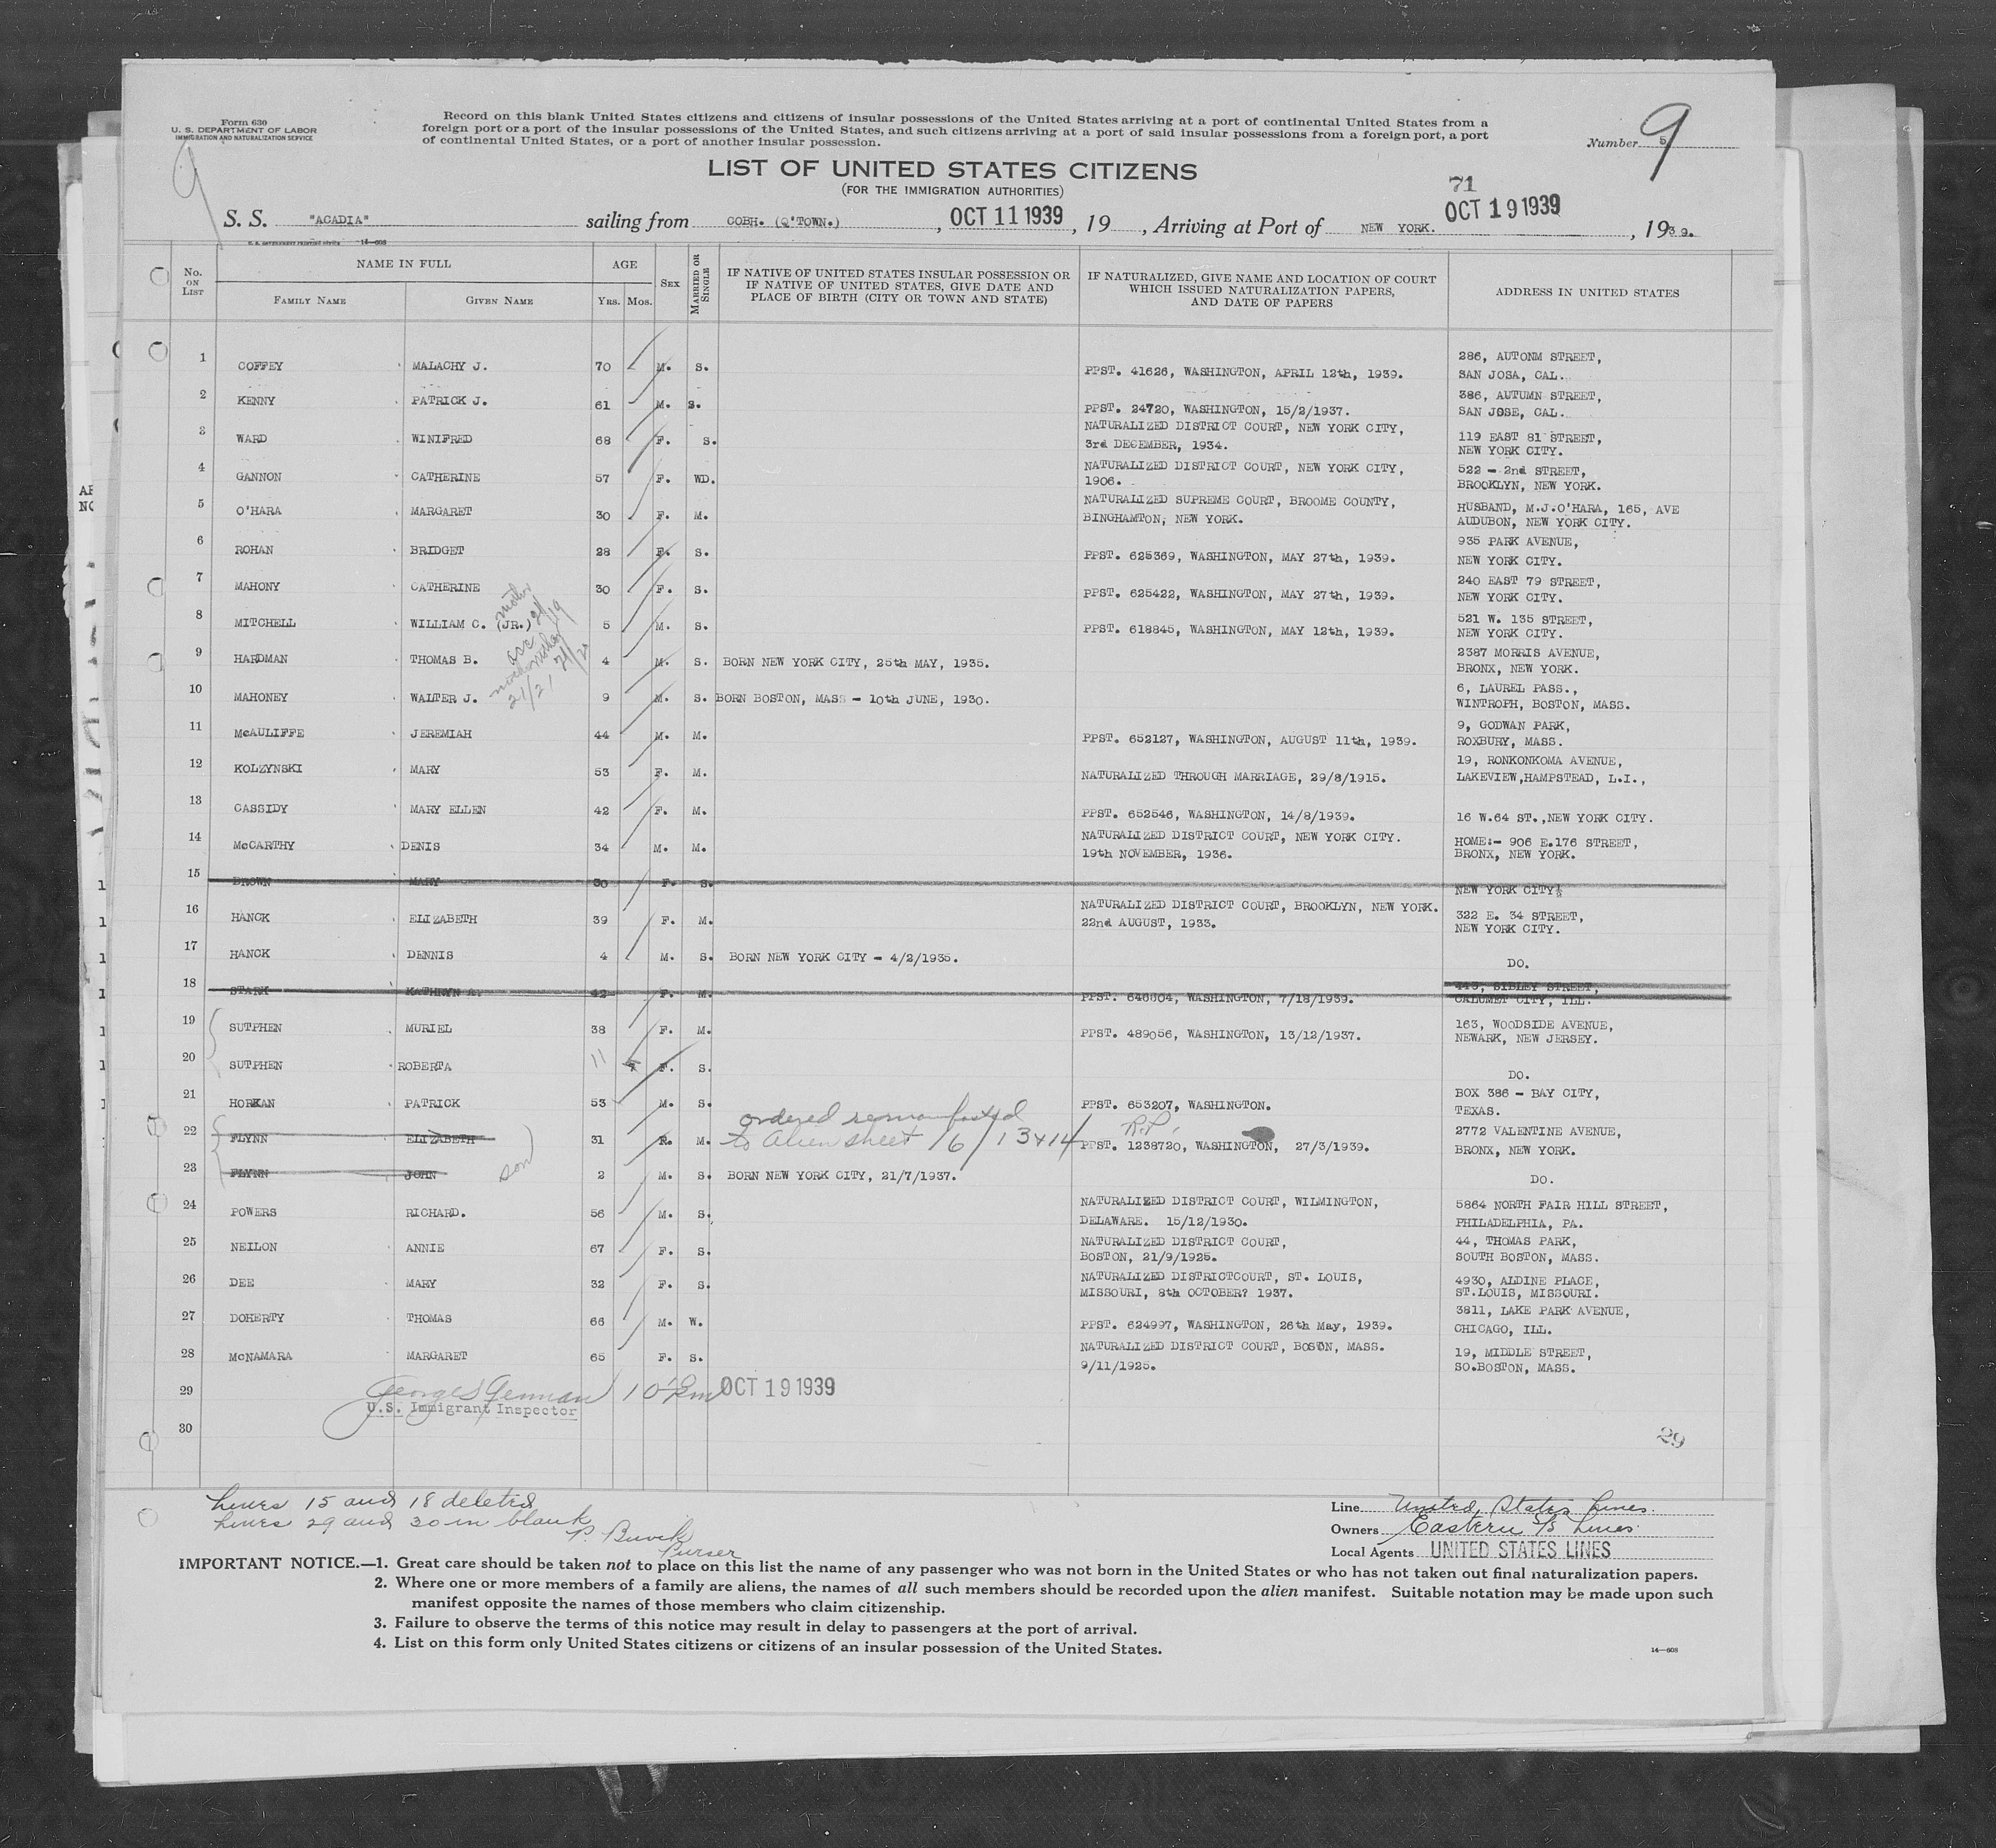 Form 630
U. S. DEPARTMENT OF LABOR
IMMIGRATION AND NATURALIZATION SERVICE
Record on this blank United States citizens and citizens of insular possessions of the United States arriving at a port of continental United States from a
foreign port or a port of the insular possessions of the United States, and such citizens arriving at a port of said insular possessions from a foreign port, a port
of continental United States, or a port of another insular possession.
Number 5 9
9
LIST OF UNITED STATES CITIZENS
(FOR THE IMMIGRATION AUTHORITIES)
71
S. S. "ACADIA" sailing from COBH. (Q'TOWN.), OCT 11 1939, 19, Arriving at Port of NEW YORK. OCT 19 1939, 1939.
U. S. GOVERNMENT PRINTING OFFICE 14—608
No. ON LIST NAME IN FULL AGE SEX MARRIED OR SINGLE IF NATIVE OF UNITED STATES INSULAR POSSESSION OR IF NATIVE OF UNITED STATES, GIVE DATE AND PLACE OF BIRTH (CITY OR TOWN AND STATE) IF NATURALIZED, GIVE NAME AND LOCATION OF COURT WHICH ISSUED NATURALIZATION PAPERS, AND DATE OF PAPERS ADDRESS IN UNITED STATES
FAMILY NAME GIVEN NAME YRS. MOS.
1 COFFEY MALACHY J. 70 M. S. PPST. 41626, WASHINGTON, APRIL 12th, 1939. 286, AUTONM STREET, SAN JOSA, CAL.
2 KENNY PATRICK J. 61 M. S. PPST. 24720, WASHINGTON, 15/2/1937. 386, AUTUMN STREET, SAN JOSE, CAL.
3 WARD WINIFRED 68 F. S. NATURALIZED DISTRICT COURT, NEW YORK CITY, 3rd DECEMBER, 1934. 119 EAST 81 STREET, NEW YORK CITY.
4 GANNON CATHERINE 57 F. WD. NATURALIZED DISTRICT COURT, NEW YORK CITY, 1906. 522 - 2nd STREET, BROOKLYN, NEW YORK.
5 O'HARA MARGARET 30 F. M. NATURALIZED SUPREME COURT, BROOME COUNTY, BINGHAMTON, NEW YORK. HUSBAND, M.J.O'HARA, 165, AVE AUDUBON, NEW YORK CITY.
6 ROHAN BRIDGET 28 F. S. PPST. 625369, WASHINGTON, MAY 27th, 1939. 935 PARK AVENUE, NEW YORK CITY.
7 MAHONY CATHERINE 30 F. S. PPST. 625422, WASHINGTON, MAY 27th, 1939. 240 EAST 79 STREET, NEW YORK CITY.
8 MITCHELL WILLIAM C. (JR.) 5 M. S. PPST. 618845, WASHINGTON, MAY 12th, 1939. 521 W. 135 STREET, NEW YORK CITY.
9 HARDMAN THOMAS B. 4 M. S. BORN NEW YORK CITY, 25th MAY, 1935. 2387 MORRIS AVENUE, BRONX, NEW YORK.
10 MAHONEY WALTER J. 9 M. S. BORN BOSTON, MASS - 10th JUNE, 1930. 6, LAUREL PASS., WINTROPH, BOSTON, MASS.
11 McAULIFFE JEREMIAH 44 M. M. PPST. 652127, WASHINGTON, AUGUST 11th, 1939. 9, GODWAN PARK, ROXBURY, MASS.
12 KOLZYNSKI MARY 53 F. M. NATURALIZED THROUGH MARRIAGE, 29/8/1915. 19, RONKONKOMA AVENUE, LAKEVIEW,HAMPSTEAD, L.I.,
13 CASSIDY MARY ELLEN 42 F. M. PPST. 652546, WASHINGTON, 14/8/1939. 16 W.64 ST.,NEW YORK CITY.
14 McCARTHY DENIS 34 M. M. NATURALIZED DISTRICT COURT, NEW YORK CITY. 19th NOVEMBER, 1936. HOME:- 906 E.176 STREET, BRONX, NEW YORK.
15 BROWN MARY 30 F. S. NEW YORK CITY
16 HANCK ELIZABETH 39 F. M. NATURALIZED DISTRICT COURT, BROOKLYN, NEW YORK. 22nd AUGUST, 1933. 322 E. 34 STREET, NEW YORK CITY.
17 HANCK DENNIS 4 M. S. BORN NEW YORK CITY - 4/2/1935. DO.
18 STARK KATHRYN A. 42 F. M. PPST. 646604, WASHINGTON, 7/18/1939. 443, SIBLEY STREET, CALUMET CITY, ILL.
19 SUTPHEN MURIEL 38 F. M. PPST. 489056, WASHINGTON, 13/12/1937. 163, WOODSIDE AVENUE, NEWARK, NEW JERSEY.
20 SUTPHEN ROBERTA 11 F. S. DO.
21 HORKAN PATRICK 53 M. S. PPST. 653207, WASHINGTON. BOX 386 - BAY CITY, TEXAS.
ordered remanifested
to Alien sheet /6/ 13+14
22 FLYNN ELIZABETH 31 F. M. R.P. PPST. 1238720, WASHINGTON, 27/3/1939. 2772 VALENTINE AVENUE, BRONX, NEW YORK.
23 FLYNN JOHN son 2 M. S. BORN NEW YORK CITY, 21/7/1937. DO.
24 POWERS RICHARD. 56 M. S. NATURALIZED DISTRICT COURT, WILMINGTON, DELAWARE. 15/12/1930. 5864 NORTH FAIR HILL STREET, PHILADELPHIA, PA.
25 NEILON ANNIE 67 F. S. NATURALIZED DISTRICT COURT, BOSTON, 21/9/1925. 44, THOMAS PARK, SOUTH BOSTON, MASS.
26 DEE MARY 32 F. S. NATURALIZED DISTRICTCOURT, ST. LOUIS, MISSOURI, 8th OCTOBER? 1937. 4930, ALDINE PLACE, ST.LOUIS, MISSOURI.
27 DOHERTY THOMAS 66 M. W. PPST. 624997, WASHINGTON, 26th May, 1939. 3811, LAKE PARK AVENUE, CHICAGO, ILL.
28 McNAMARA MARGARET 65 F. S. NATURALIZED DISTRICT COURT, BOSTON, MASS. 9/11/1925. 19, MIDDLE STREET, SO.BOSTON, MASS.
29 OCT 19 1939
U.S. Immigrant Inspector
30
29
Lines 15 and 18 deleted
Lines 29 and 30 in blank
Purser
Line United States Lines.
Owners Eastern S/S Lines.
Local Agents UNITED STATES LINES
IMPORTANT NOTICE.—1. Great care should be taken not to place on this list the name of any passenger who was not born in the United States or who has not taken out final naturalization papers.
2. Where one or more members of a family are aliens, the names of all such members should be recorded upon the alien manifest. Suitable notation may be made upon such
manifest opposite the names of those members who claim citizenship.
3. Failure to observe the terms of this notice may result in delay to passengers at the port of arrival.
4. List on this form only United States citizens or citizens of an insular possession of the United States.
14—608